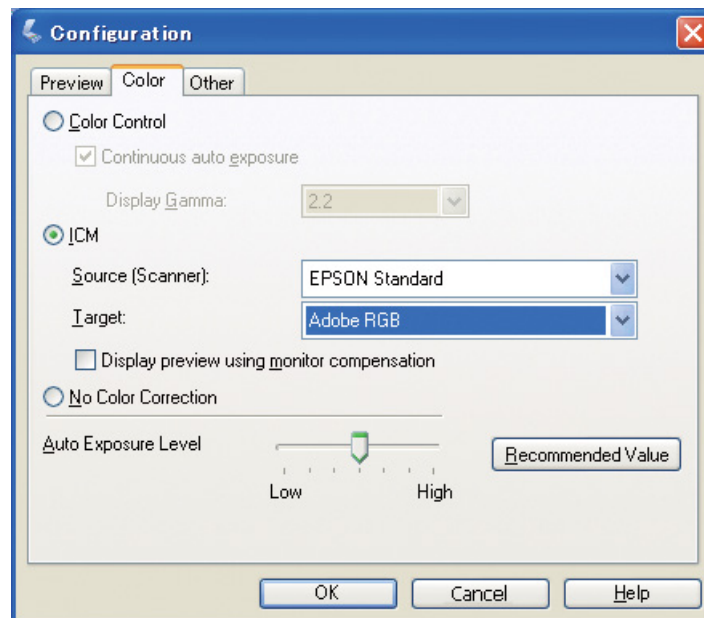 Configuration
Preview Color Other
Color Control
Continuous auto exposure
Display Gamma: 2.2
ICM
Source (Scanner): EPSON Standard
Target: Adobe RGB
Display preview using monitor compensation
No Color Correction
Auto Exposure Level
Recommended Value
Low High
OK Cancel Help